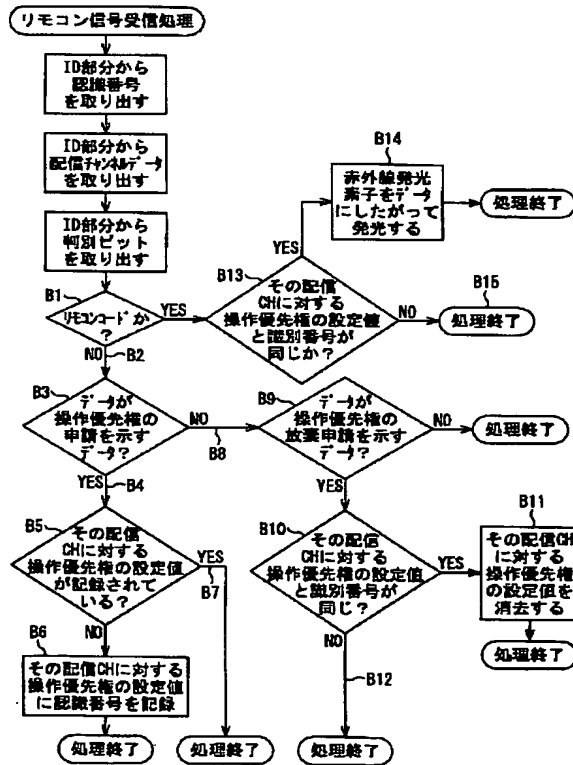 リモコン信号受信処理
ID部分から
認識番号
を取り出す
ID部分から
配信チャンネルデータ
を取り出す
ID部分から
判別ビット
を取り出す
B1
リモコンコードか
?
YES
NO
B2
B13
その配信
CHに対する
操作優先権の設定値
と識別番号が
同じか?
YES
NO
B14
赤外線発光
素子をデータ
にしたがって
発光する
処理終了
B15
処理終了
B3
データが
操作優先権の
申請を示す
データ?
NO
B8
YES
B4
B9
データが
操作優先権の
放棄申請を示す
データ?
NO
処理終了
YES
B5
その配信
CHに対する
操作優先権の設定値
が記録されて
いる?
YES
B7
NO
B10
その配信
CHに対する
操作優先権の設定値
と識別番号が
同じ?
YES
NO
B12
B11
その配信CH
に対する
操作優先権
の設定値を
消去する
処理終了
B6
その配信CHに対する
操作優先権の設定値
に認識番号を記録
処理終了
処理終了
処理終了